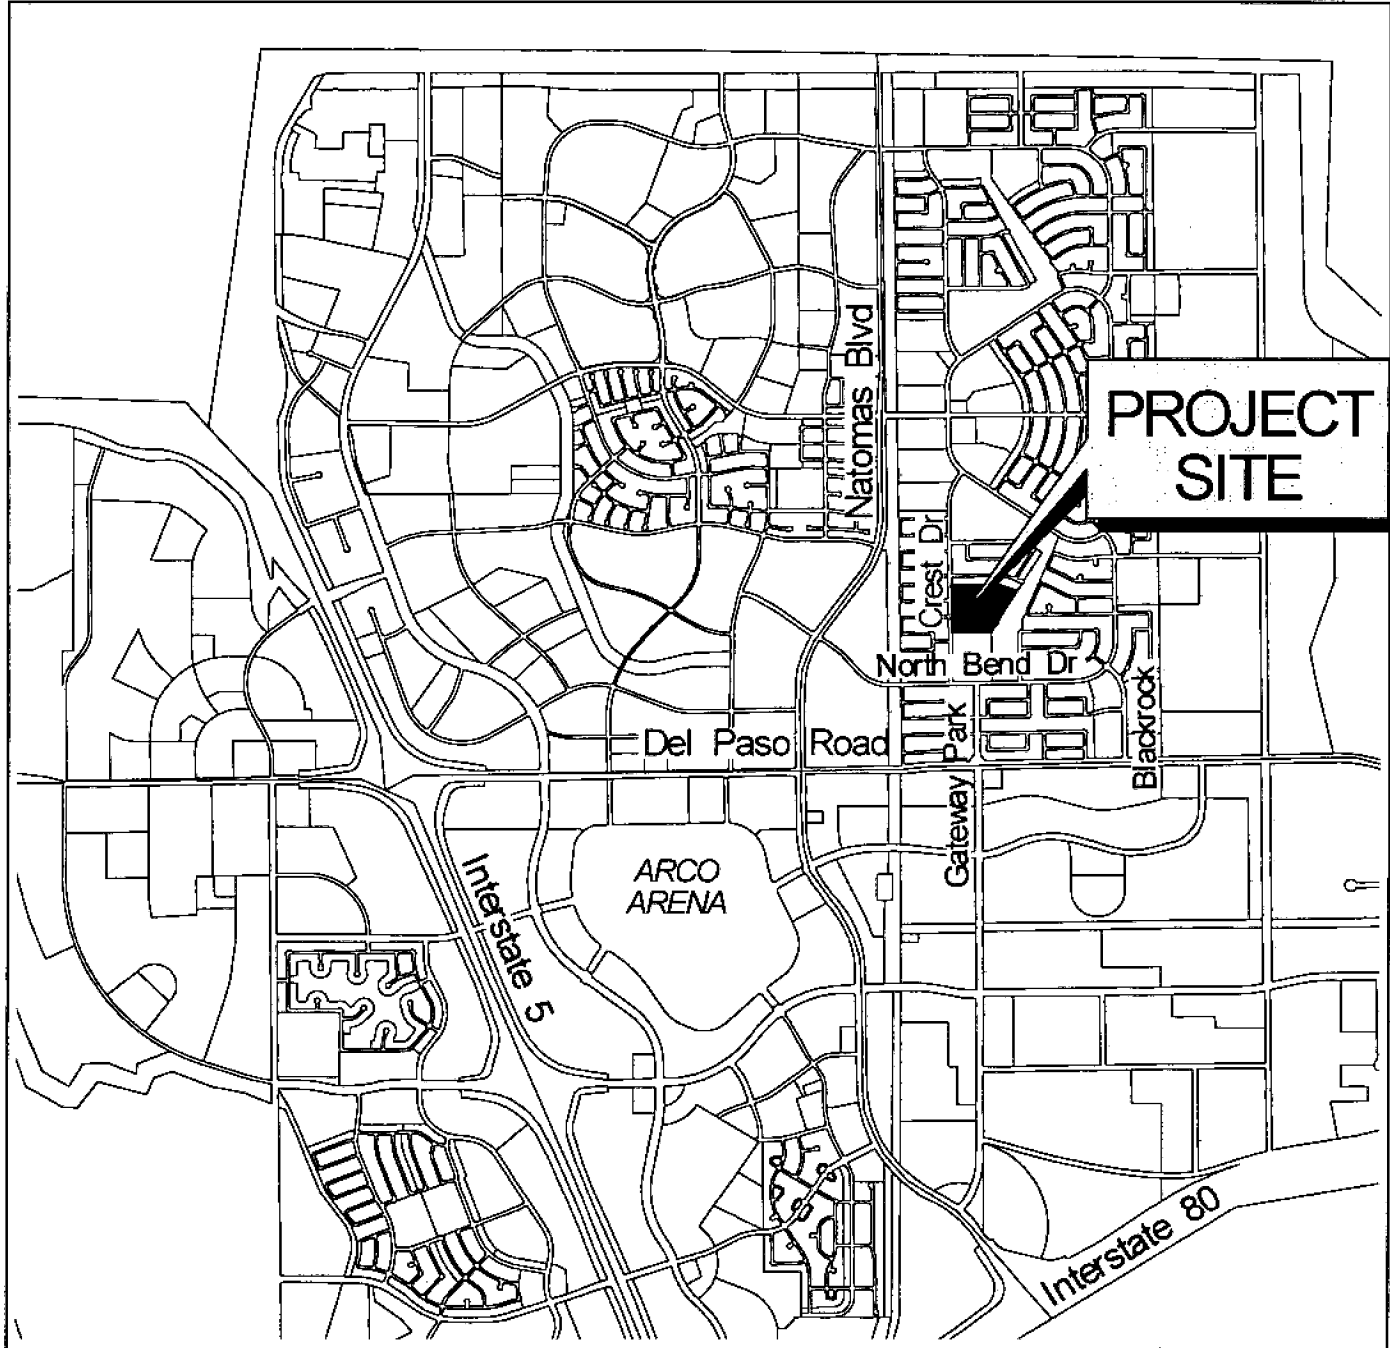 PROJECT
SITE
Natomas Blvd
Crest Dr
North Bend Dr
Blackrock
Del Paso Road
Gateway Park
ARCO
ARENA
Interstate 5
Interstate 80